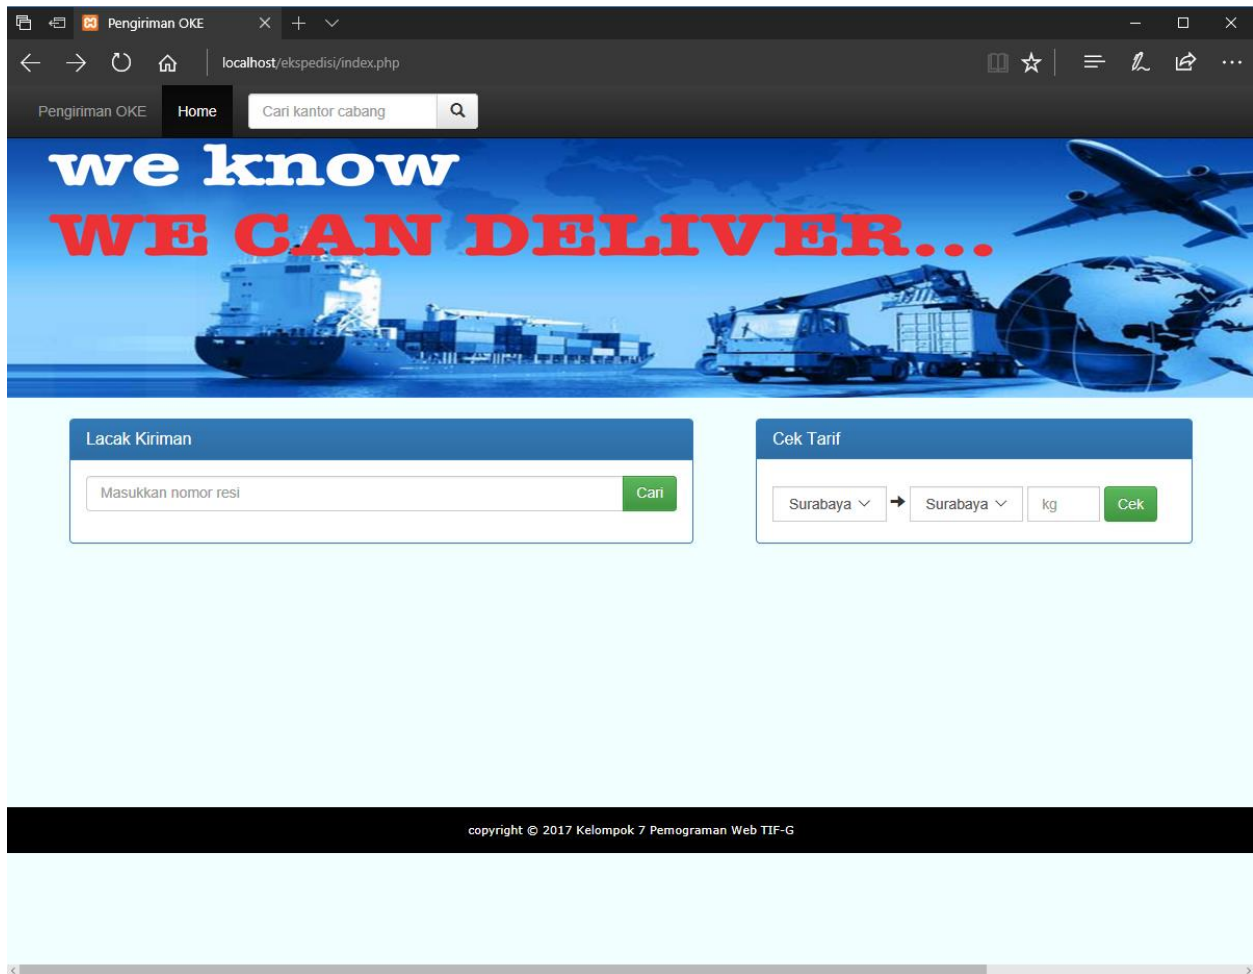 Pengiriman OKE
localhost/ekspedisi/index.php
Pengiriman OKE Home Cari kantor cabang
we know
WE CAN DELIVER...
Lacak Kiriman
Masukkan nomor resi Cari
Cek Tarif
Surabaya Surabaya kg Cek
copyright © 2017 Kelompok 7 Pemograman Web TIF-G